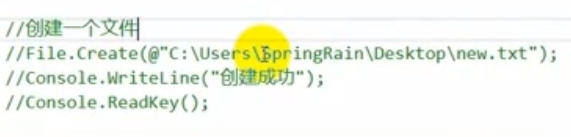 //创建一个文件
//File.Create(@"C:\Users\SpringRain\Desktop\new.txt");
//Console.WriteLine("创建成功");
//Console.ReadKey();